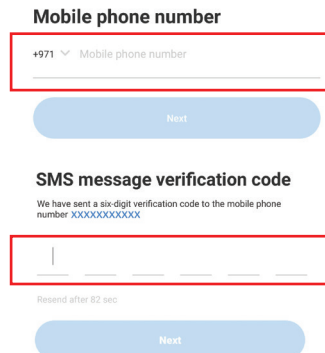 Mobile phone number
+971 Mobile phone number
Next
SMS message verification code
We have sent a six-digit verification code to the mobile phone
number XXXXXXXXXXX
Resend after 82 sec
Next